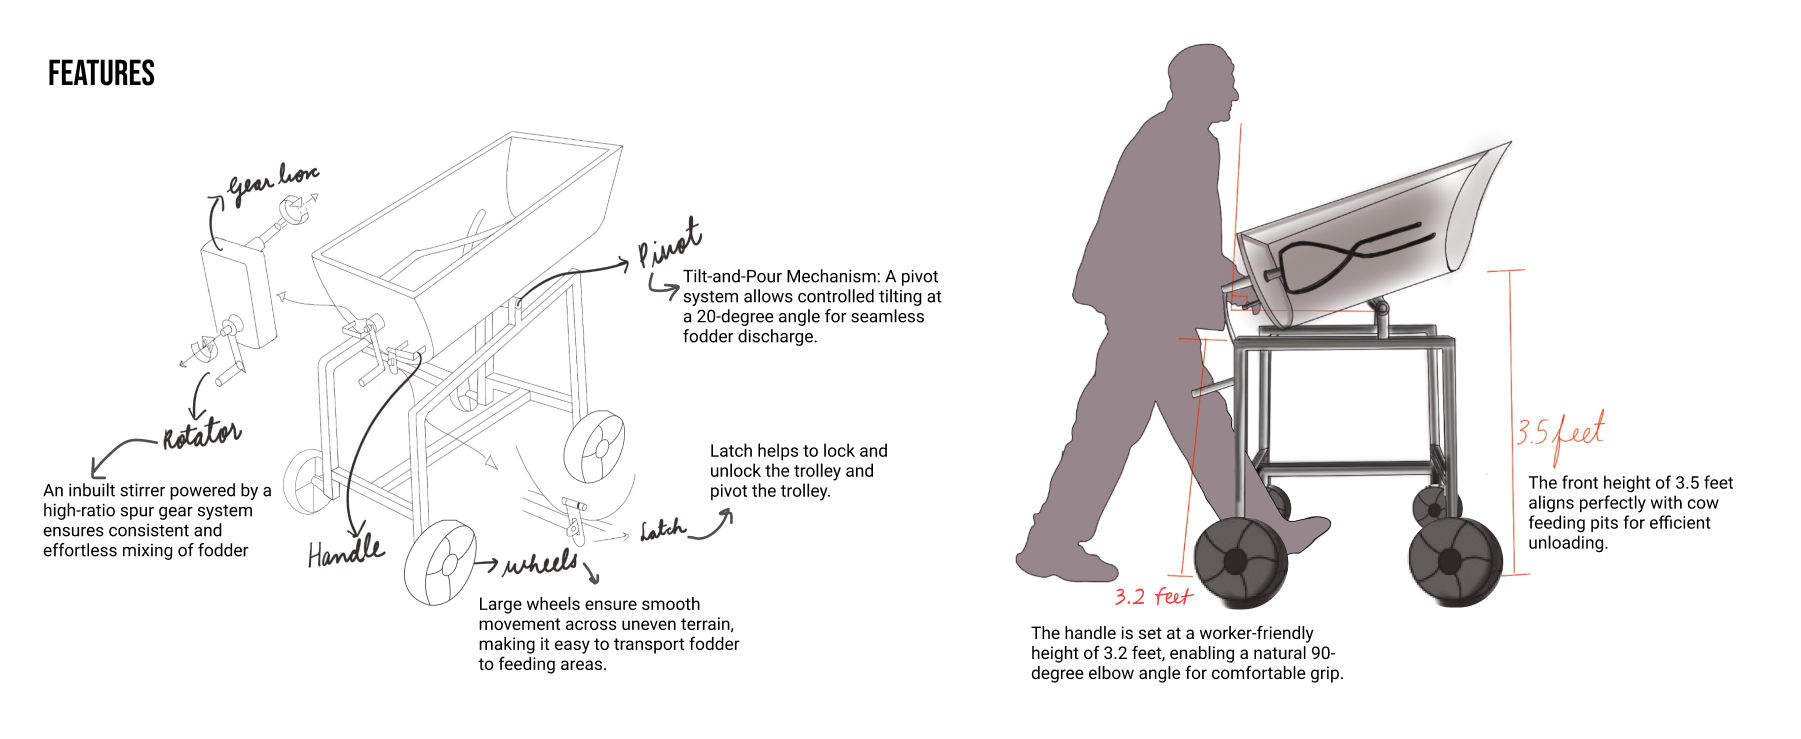 FEATURES
Gear box
Rotator
An inbuilt stirrer powered by a
high-ratio spur gear system
ensures consistent and
effortless mixing of fodder
Handle
Pivot
Tilt-and-Pour Mechanism: A pivot
system allows controlled tilting at
a 20-degree angle for seamless
fodder discharge.
Latch helps to lock and
unlock the trolley and
pivot the trolley.
Latch
wheels
Large wheels ensure smooth
movement across uneven terrain,
making it easy to transport fodder
to feeding areas.
3.5 feet
The front height of 3.5 feet
aligns perfectly with cow
feeding pits for efficient
unloading.
3.2 feet
The handle is set at a worker-friendly
height of 3.2 feet, enabling a natural 90-
degree elbow angle for comfortable grip.